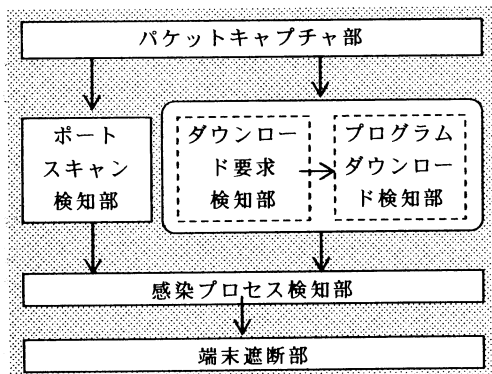 パケットキャプチャ部
ポート
スキャン
検知部
ダウンロー
ド要求
検知部
プログラム
ダウンロー
ド検知部
感染プロセス検知部
端末遮断部